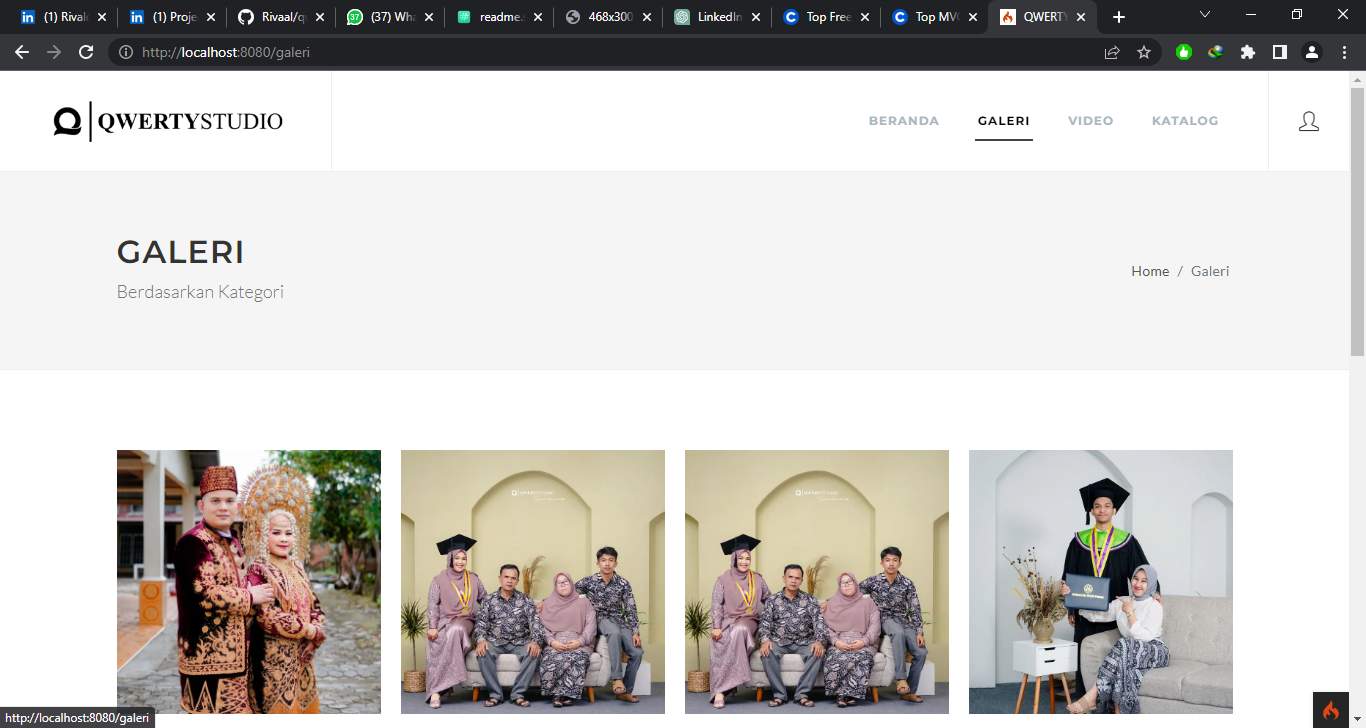 (1) Rival
(1) Proje
Rivaal/q
(37) Wha
readme.
468x300
LinkedIn
Top Free
Top MVC
QWERTY
http://localhost:8080/galeri
QWERTYSTUDIO
BERANDA
GALERI
VIDEO
KATALOG
GALERI
Berdasarkan Kategori
Home / Galeri
http://localhost:8080/galeri